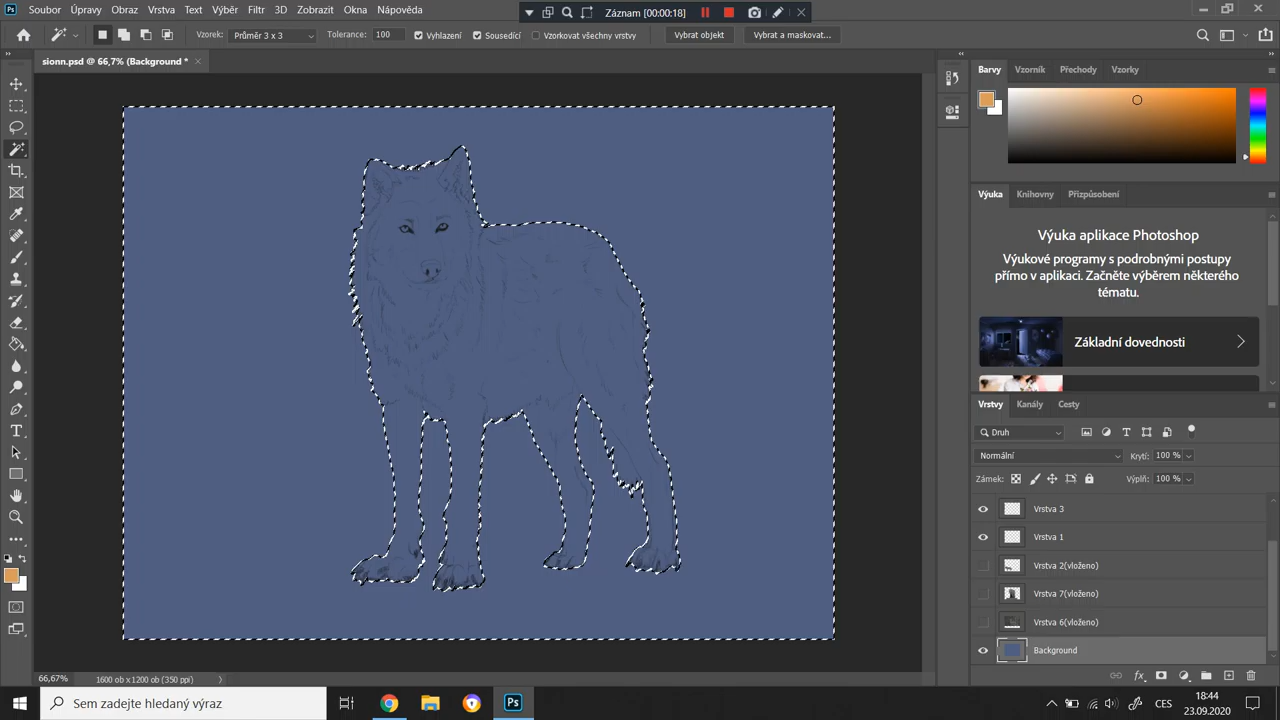 Soubor Úpravy Obraz Vrstva Text Výběr Filtr 3D Zobrazit Okna Nápověda
Záznam [00:00:18]
Vzorek: Průměr 3 x 3 Tolerance: 100 Vyhlazení Sousedící Vzorkovat všechny vrstvy Vybrat objekt Vybrat a maskovat...
sionn.psd @ 66,7% (Background *
Barvy Vzorník Přechody Vzorky
Výuka Knihovny Přizpůsobení
Výuka aplikace Photoshop
Výukové programy s podrobnými postupy
přímo v aplikaci. Začněte výběrem některého
tématu.
Základní dovednosti
Vrstvy Kanály Cesty
Druh
Normální Krytí: 100 %
Zámek: Výplň: 100 %
Vrstva 3
Vrstva 1
Vrstva 2(vloženo)
Vrstva 7(vloženo)
Vrstva 6(vloženo)
Background
66,67% 1600 ob x 1200 ob (350 ppi)
Sem zadejte hledaný výraz
Ps
CES
18:44
23.09.2020